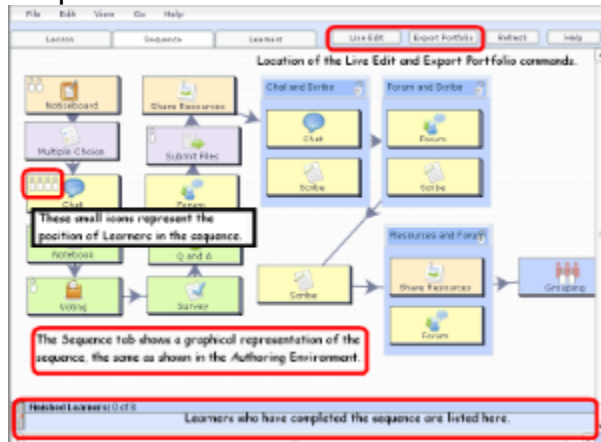 File Edit View Go Help
Lesson Sequence Learners Live Edit Export Portfolio Refresh Help
Location of the Live Edit and Export Portfolio commands.
Noticeboard
Share Resources
Chat and Scribe
Forum and Scribe
Multiple Choice
Submit Files
Chat
Forum
Chat
Forum
Scribe
Scribe
These small icons represent the
position of Learners in the sequence.
Notebook
Q and A
Resources and Forum
Voting
Survey
Scribe
Share Resources
Grouping
Forum
The Sequence tab shows a graphical representation of the
sequence, the same as shown in the Authoring Environment.
Finished Learners: 0 of 8
Learners who have completed the sequence are listed here.